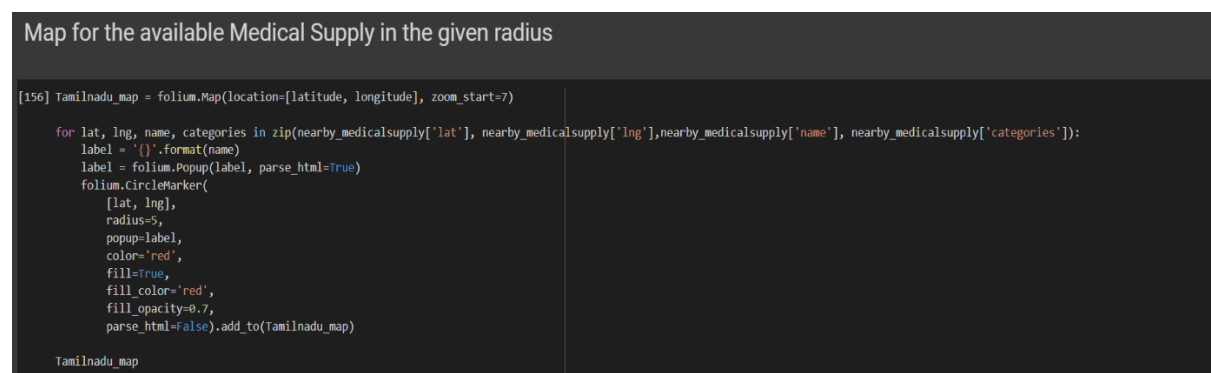 Map for the available Medical Supply in the given radius
[156] Tamilnadu_map = folium.Map(location=[latitude, longitude], zoom_start=7)
for lat, lng, name, categories in zip(nearby_medicalsupply['lat'], nearby_medicalsupply['lng'],nearby_medicalsupply['name'], nearby_medicalsupply['categories']):
label = '{}'.format(name)
label = folium.Popup(label, parse_html=True)
folium.CircleMarker(
[lat, lng],
radius=5,
popup=label,
color='red',
fill=True,
fill_color='red',
fill_opacity=0.7,
parse_html=False).add_to(Tamilnadu_map)
Tamilnadu_map